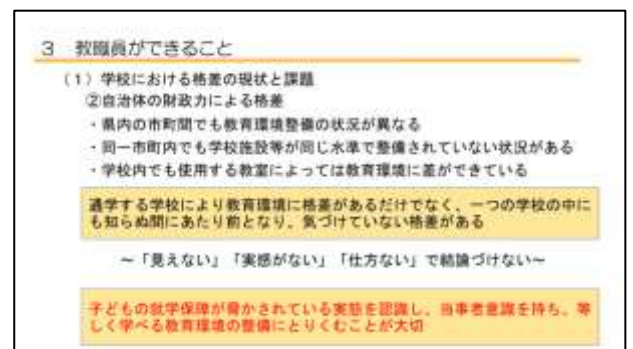 3 教職員ができること
(1)学校における格差の現状と課題
②自治体の財政力による格差
・県内の市町間でも教育環境整備の状況が異なる
・同一市町内でも学校施設等が同じ水準で整備されていない状況がある
・学校内でも使用する教室によっては教育環境に差ができている
通学する学校により教育環境に格差があるだけでなく、一つの学校の中に
も知らぬ間にあたり前となり、気づけていない格差がある
～「見えない」「実感がない」「仕方ない」で結論づけない～
子どもの就学保障が脅かされている実態を認識し、当事者意識を持ち、等
しく学べる教育環境の整備にとりくむことが大切